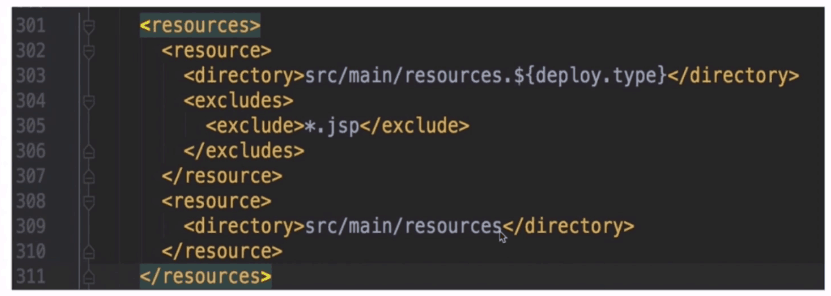 301 <resources>
302 <resource>
303 <directory>src/main/resources.${deploy.type}</directory>
304 <excludes>
305 <exclude>*.jsp</exclude>
306 </excludes>
307 </resource>
308 <resource>
309 <directory>src/main/resources</directory>
310 </resource>
311 </resources>